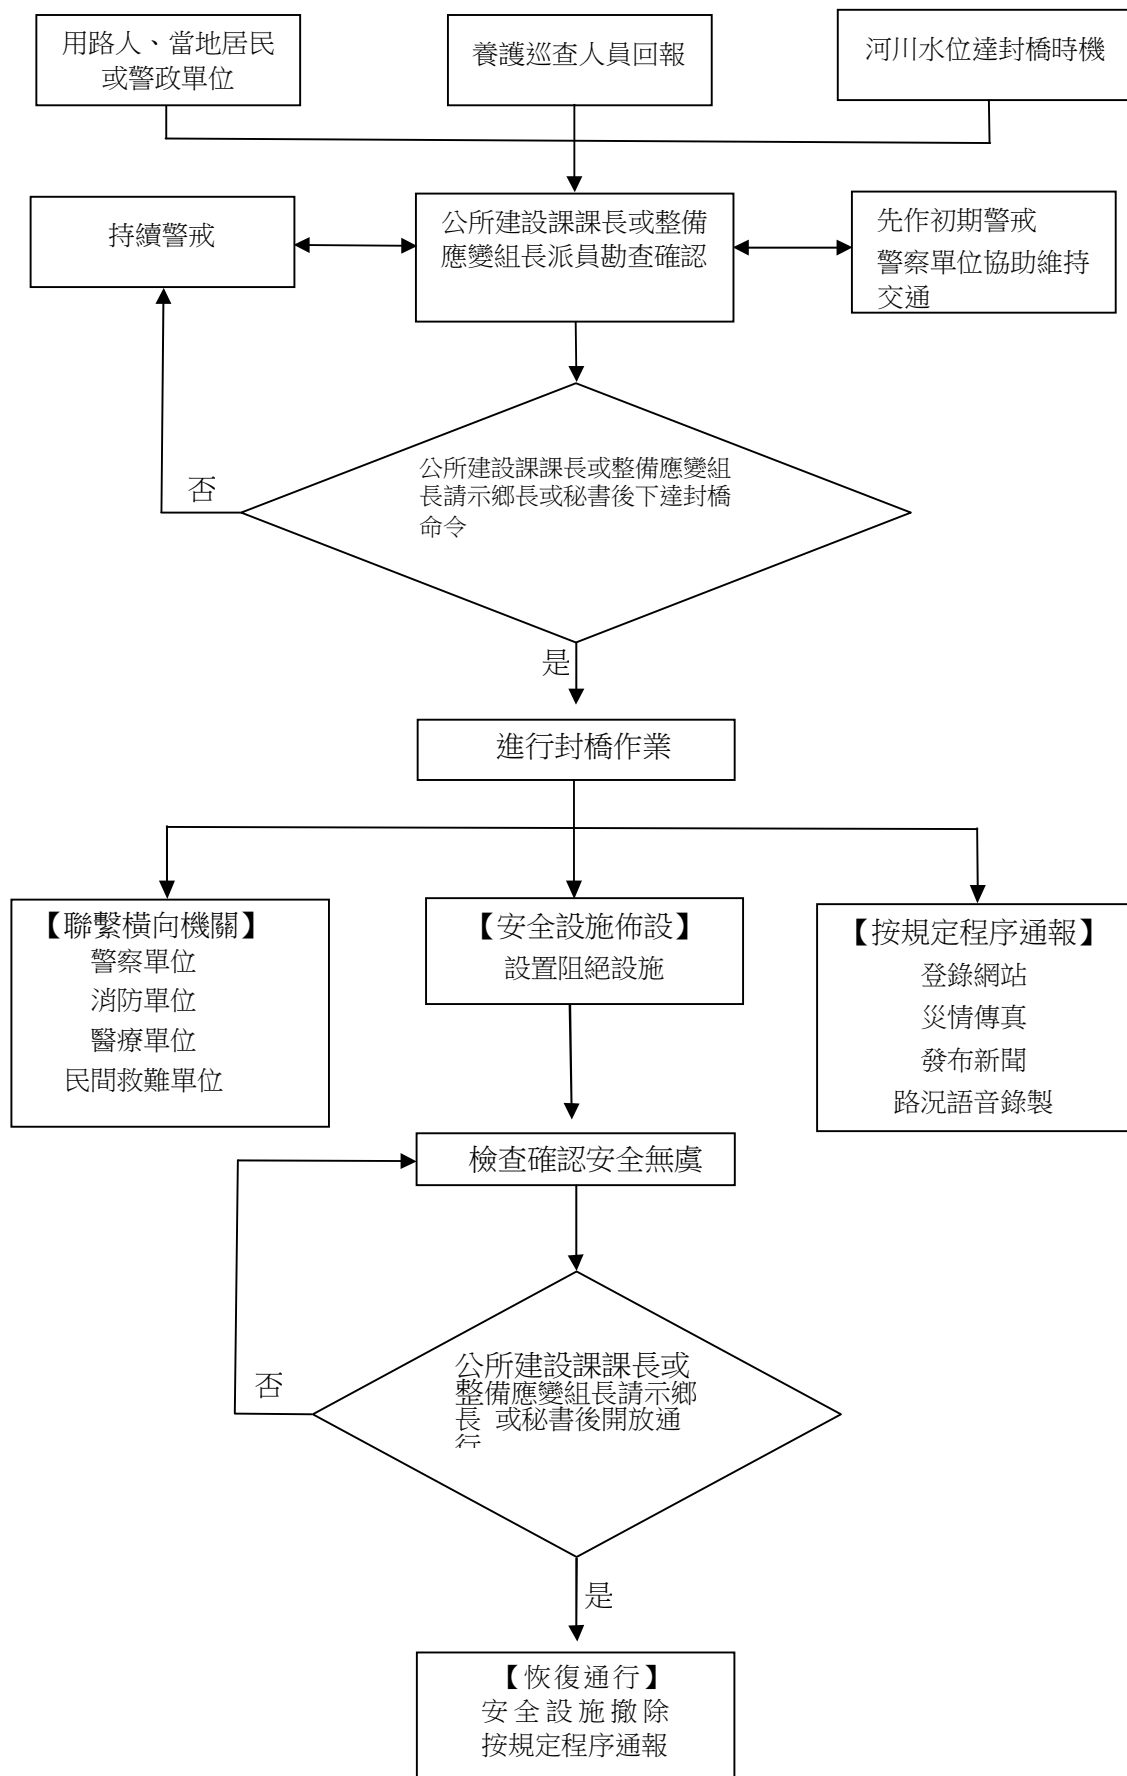 用路人、當地居民
或警政單位
養護巡查人員回報
河川水位達封橋時機
持續警戒
公所建設課課長或整備
應變組長派員勘查確認
先作初期警戒
警察單位協助維持
交通
公所建設課課長或整備應變組
長請示鄉長或秘書後下達封橋
命令
否
是
進行封橋作業
【聯繫橫向機關】
警察單位
消防單位
醫療單位
民間救難單位
【安全設施佈設】
設置阻絕設施
【按規定程序通報】
登錄網站
災情傳真
發布新聞
路況語音錄製
檢查確認安全無虞
公所建設課課長或
整備應變組長請示鄉
長 或秘書後開放通
行
否
是
【恢復通行】
安全設施撤除
按規定程序通報